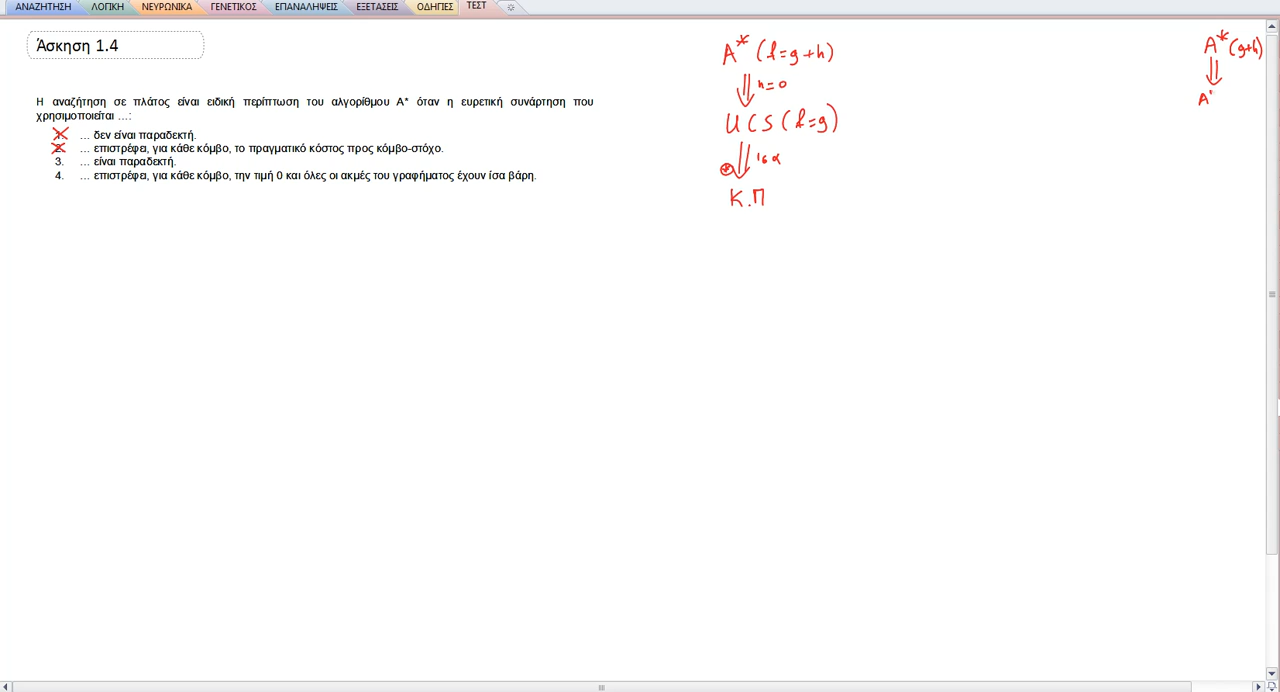 ΑΝΑΖΗΤΗΣΗ ΛΟΓΙΚΗ ΝΕΥΡΩΝΙΚΑ ΓΕΝΕΤΙΚΟΣ ΕΠΑΝΑΛΗΨΕΙΣ ΕΞΕΤΑΣΕΙΣ ΟΔΗΓΙΕΣ ΤΕΣΤ
Άσκηση 1.4
Η αναζήτηση σε πλάτος είναι ειδική περίπτωση του αλγορίθμου Α* όταν η ευρετική συνάρτηση που
χρησιμοποιείται …:
1. … δεν είναι παραδεκτή.
2. … επιστρέφει, για κάθε κόμβο, το πραγματικό κόστος προς κόμβο-στόχο.
3. … είναι παραδεκτή.
4. … επιστρέφει, για κάθε κόμβο, την τιμή 0 και όλες οι ακμές του γραφήματος έχουν ίσα βάρη.
A* (f=g+h)
h=0
UCS (f=g)
ίσα
Κ.Π
A* (g+h)
A'